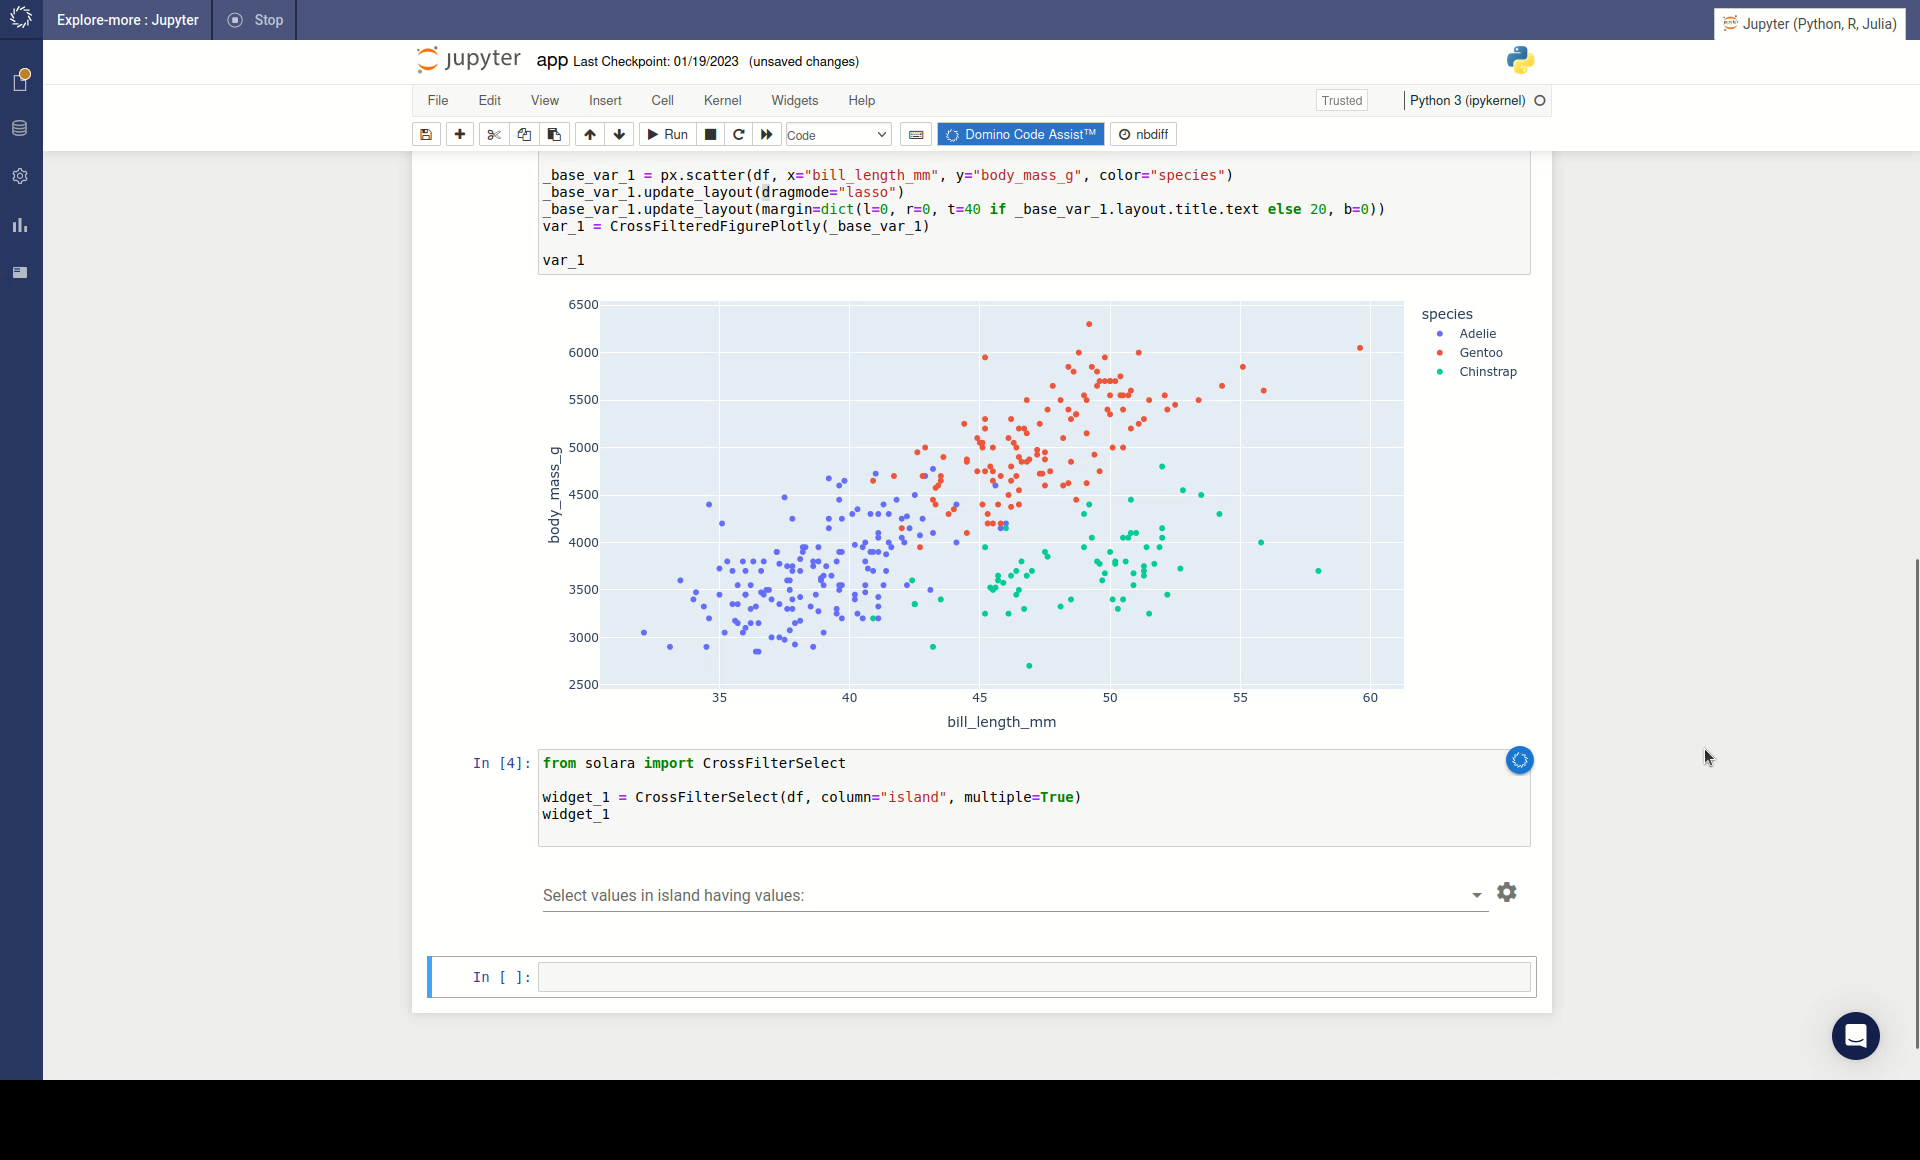 Explore-more : Jupyter
Stop
Jupyter (Python, R, Julia)
jupyter app Last Checkpoint: 01/19/2023 (unsaved changes)
File Edit View Insert Cell Kernel Widgets Help
Trusted
Python 3 (ipykernel)
Run
Code
Domino Code Assist™
nbdiff
_base_var_1 = px.scatter(df, x="bill_length_mm", y="body_mass_g", color="species")
_base_var_1.update_layout(dragmode="lasso")
_base_var_1.update_layout(margin=dict(l=0, r=0, t=40 if _base_var_1.layout.title.text else 20, b=0))
var_1 = CrossFilteredFigurePlotly(_base_var_1)
var_1
6500
6000
5500
5000
4500
4000
3500
3000
2500
body_mass_g
35 40 45 50 55 60
bill_length_mm
species
Adelie
Gentoo
Chinstrap
In [4]:
from solara import CrossFilterSelect
widget_1 = CrossFilterSelect(df, column="island", multiple=True)
widget_1
Select values in island having values:
In [ ]: